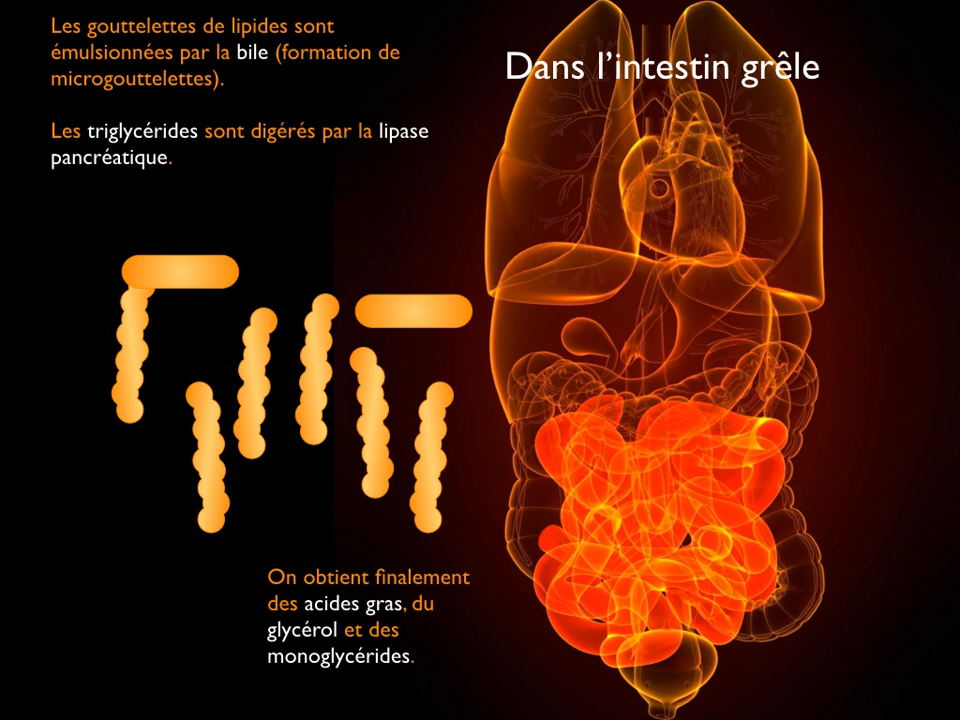 Les gouttelettes de lipides sont
émulsionnées par la bile (formation de
microgouttelettes).
Les triglycérides sont digérés par la lipase
pancréatique.
Dans l’intestin grêle
On obtient finalement
des acides gras, du
glycérol et des
monoglycérides.